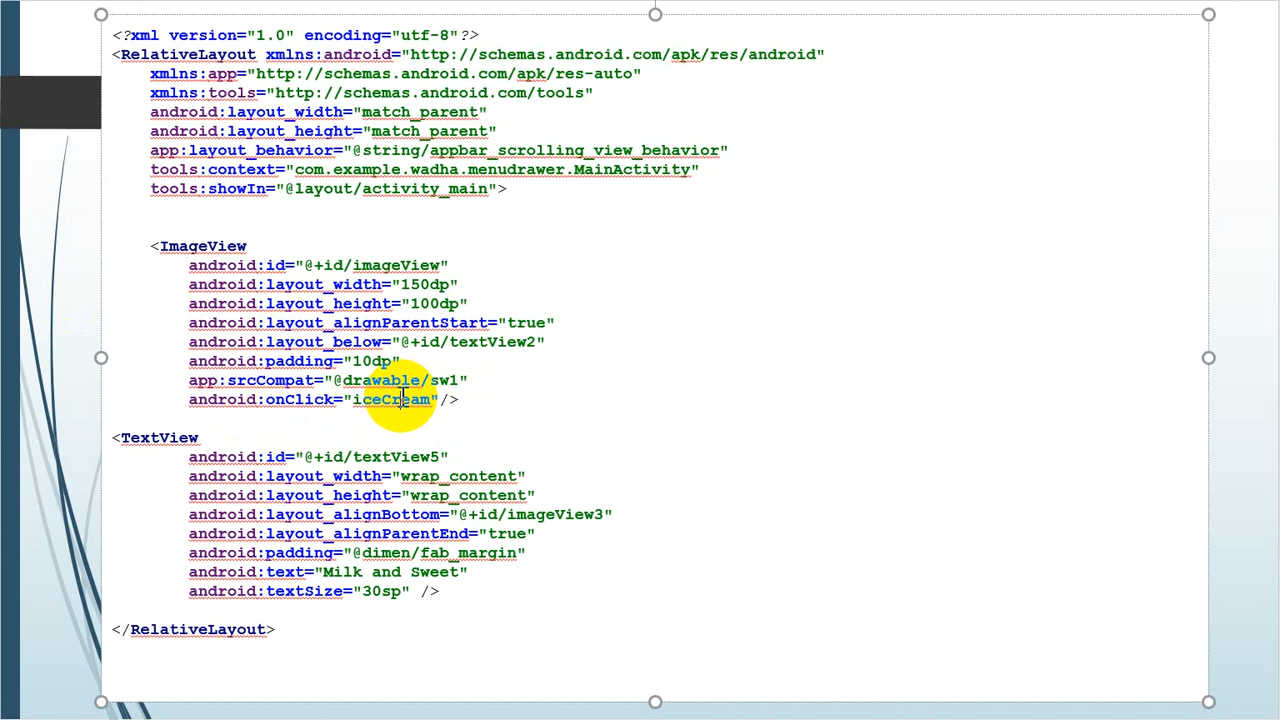 <?xml version="1.0" encoding="utf-8"?>
<RelativeLayout xmlns:android="http://schemas.android.com/apk/res/android"
xmlns:app="http://schemas.android.com/apk/res-auto"
xmlns:tools="http://schemas.android.com/tools"
android:layout_width="match_parent"
android:layout_height="match_parent"
app:layout_behavior="@string/appbar_scrolling_view_behavior"
tools:context="com.example.wadha.menudrawer.MainActivity"
tools:showIn="@layout/activity_main">
<ImageView
android:id="@+id/imageView"
android:layout_width="150dp"
android:layout_height="100dp"
android:layout_alignParentStart="true"
android:layout_below="@+id/textView2"
android:padding="10dp"
app:srcCompat="@drawable/sw1"
android:onClick="iceCream"/>
<TextView
android:id="@+id/textView5"
android:layout_width="wrap_content"
android:layout_height="wrap_content"
android:layout_alignBottom="@+id/imageView3"
android:layout_alignParentEnd="true"
android:padding="@dimen/fab_margin"
android:text="Milk and Sweet"
android:textSize="30sp" />
</RelativeLayout>